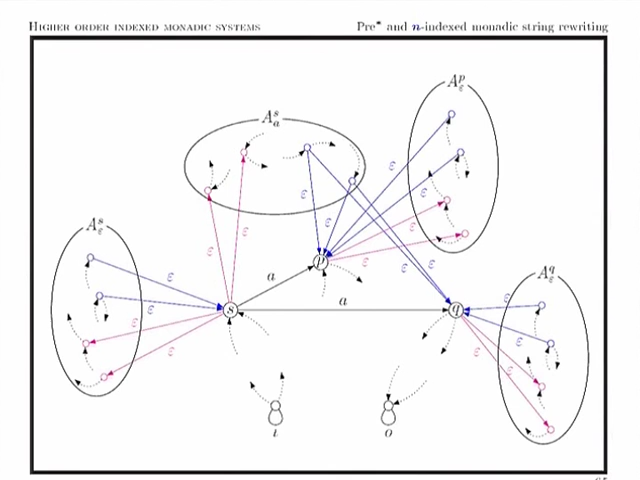 HIGHER ORDER INDEXED MONADIC SYSTEMS
Pre* and n-indexed monadic string rewriting
A^p_ε
A^s_a
ε
ε
ε
ε
ε
ε
ε
A^s_ε
ε
ε
p
ε
ε
a
A^q_ε
ε
ε
a
ε
s
q
ε
ε
ε
ε
ε
ι
o